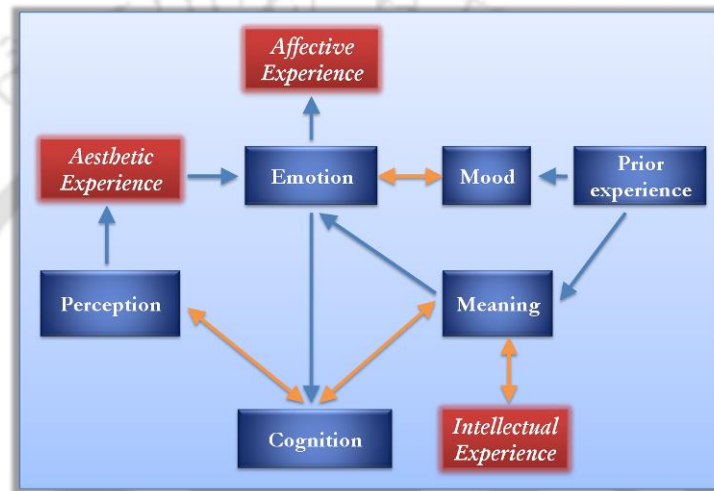 Affective
Experience
Aesthetic
Experience
Emotion
Mood
Prior
experience
Perception
Meaning
Cognition
Intellectual
Experience